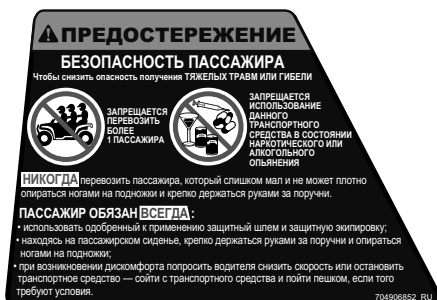 ПРЕДОСТЕРЕЖЕНИЕ
БЕЗОПАСНОСТЬ ПАССАЖИРА
Чтобы снизить опасность получения ТЯЖЕЛЫХ ТРАВМ ИЛИ ГИБЕЛИ
ЗАПРЕЩАЕТСЯ
ПЕРЕВОЗИТЬ
БОЛЕЕ
1 ПАССАЖИРА
ЗАПРЕЩАЕТСЯ
ИСПОЛЬЗОВАНИЕ
ДАННОГО
ТРАНСПОРТНОГО
СРЕДСТВА В СОСТОЯНИИ
НАРКОТИЧЕСКОГО ИЛИ
АЛКОГОЛЬНОГО
ОПЬЯНЕНИЯ
НИКОГДА перевозить пассажира, который слишком мал и не может плотно
опираться ногами на подножки и крепко держаться руками за поручни.
ПАССАЖИР ОБЯЗАН ВСЕГДА:
• использовать одобренный к применению защитный шлем и защитную экипировку;
• находясь на пассажирском сиденье, крепко держаться руками за поручни и опираться
ногами на подножки;
• при возникновении дискомфорта попросить водителя снизить скорость или остановить
транспортное средство — сойти с транспортного средства и пойти пешком, если того
требуют условия.
704906852_RU